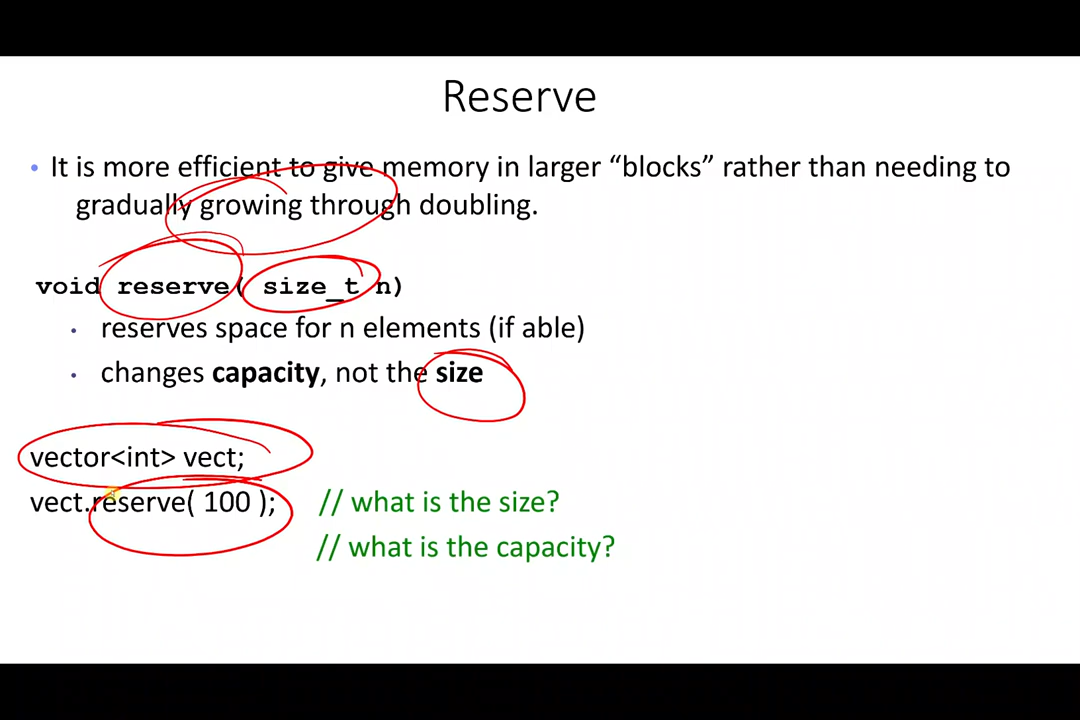 Reserve
• It is more efficient to give memory in larger “blocks” rather than needing to
gradually growing through doubling.
void reserve( size_t n)
• reserves space for n elements (if able)
• changes capacity, not the size
vector<int> vect;
vect.reserve( 100 ); // what is the size?
// what is the capacity?